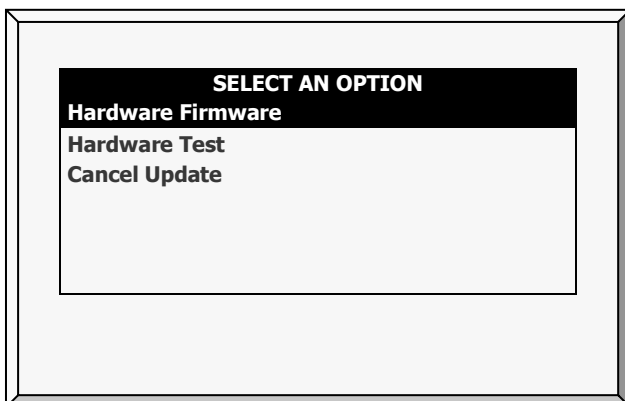 SELECT AN OPTION
Hardware Firmware
Hardware Test
Cancel Update